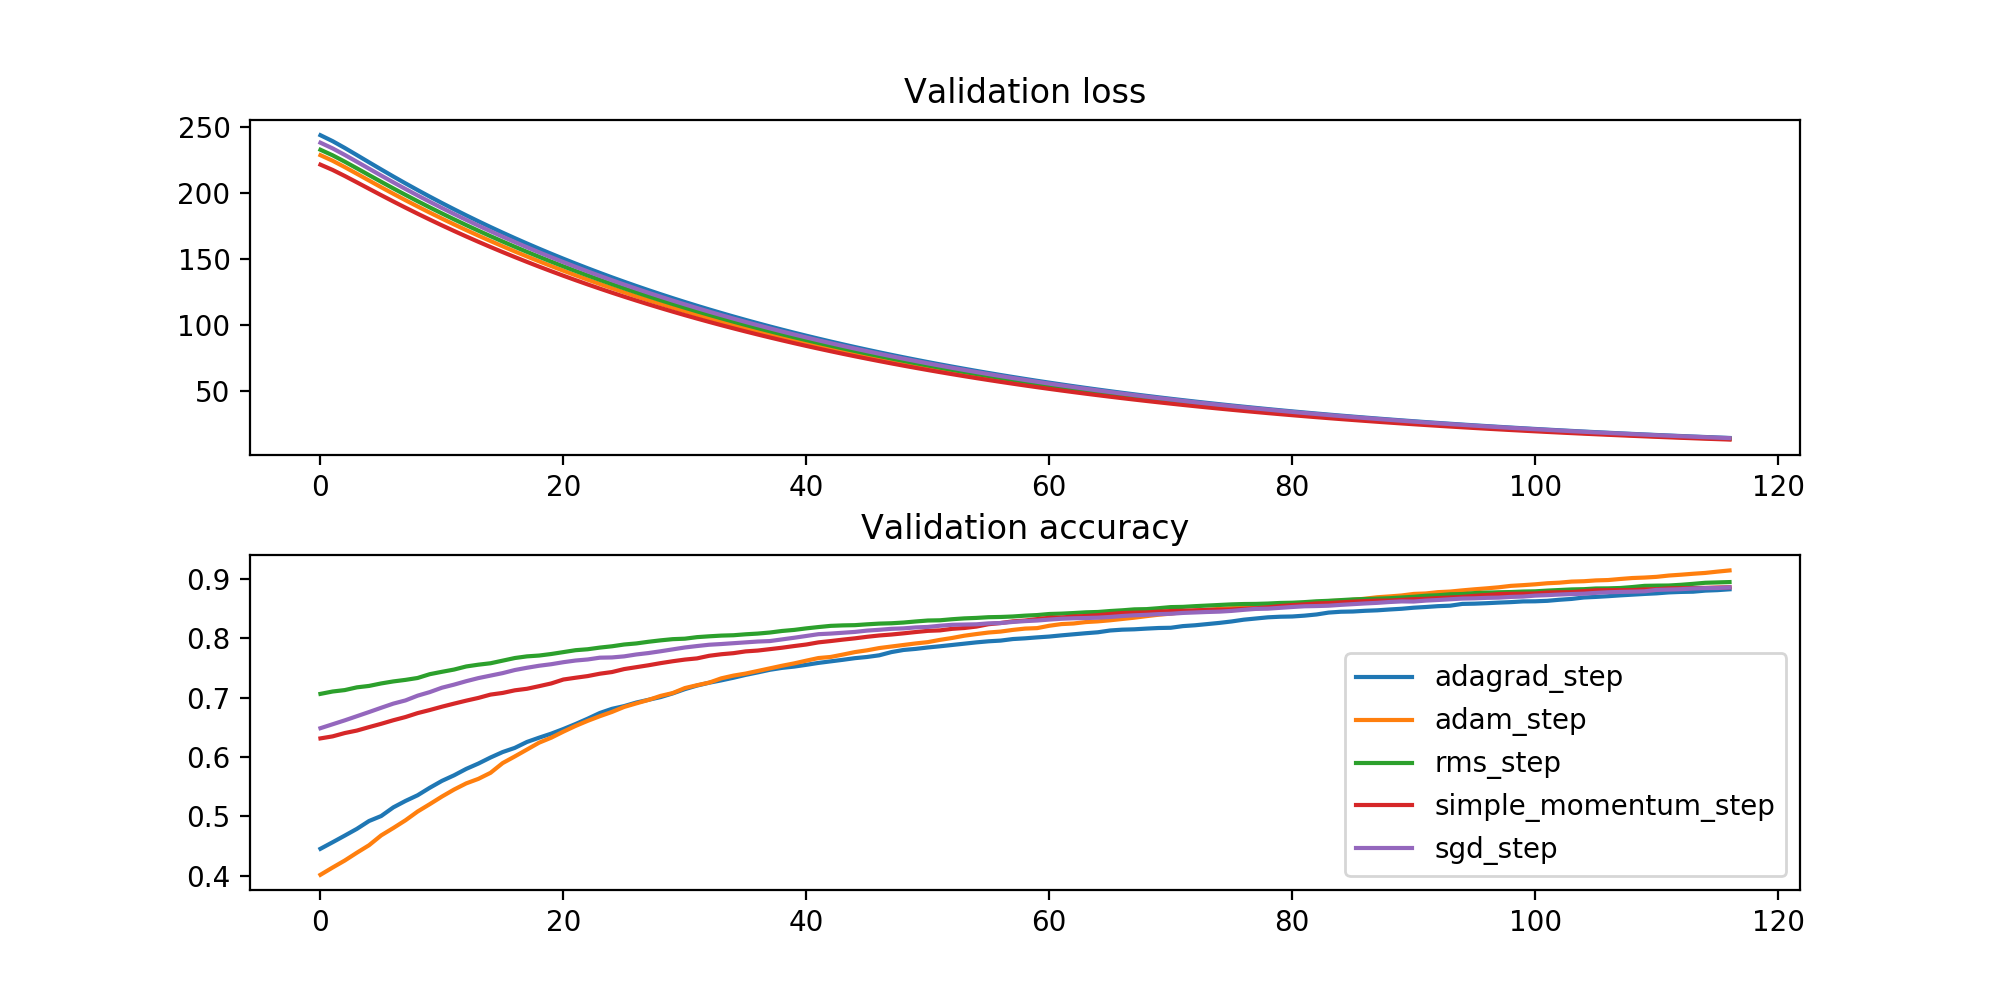 Validation loss
250
200
150
100
50
0 20 40 60 80 100 120
Validation accuracy
0.9
0.8
0.7
0.6
0.5
0.4
adagrad_step
adam_step
rms_step
simple_momentum_step
sgd_step
0 20 40 60 80 100 120